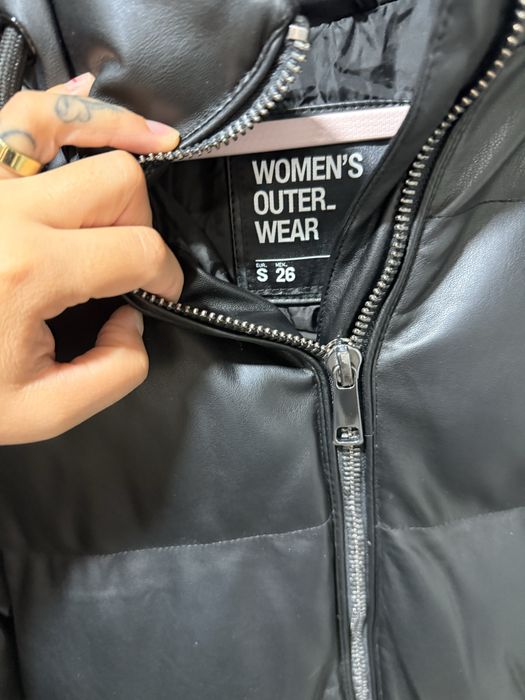 WOMEN'S
OUTER_
WEAR
EUR. MEX.
S 26